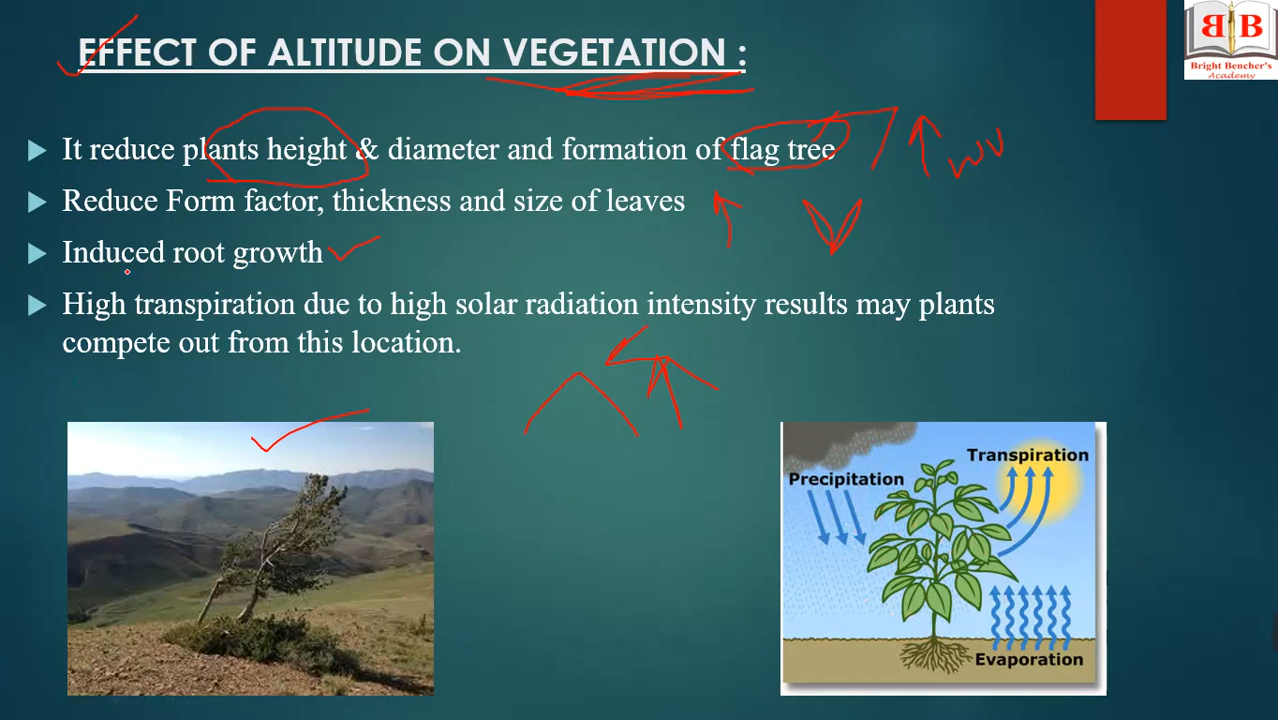 EFFECT OF ALTITUDE ON VEGETATION :
BB
Bright Bencher's
Academy
It reduce plants height & diameter and formation of flag tree
Reduce Form factor, thickness and size of leaves
Induced root growth
High transpiration due to high solar radiation intensity results may plants
compete out from this location.
Transpiration
Precipitation
Evaporation